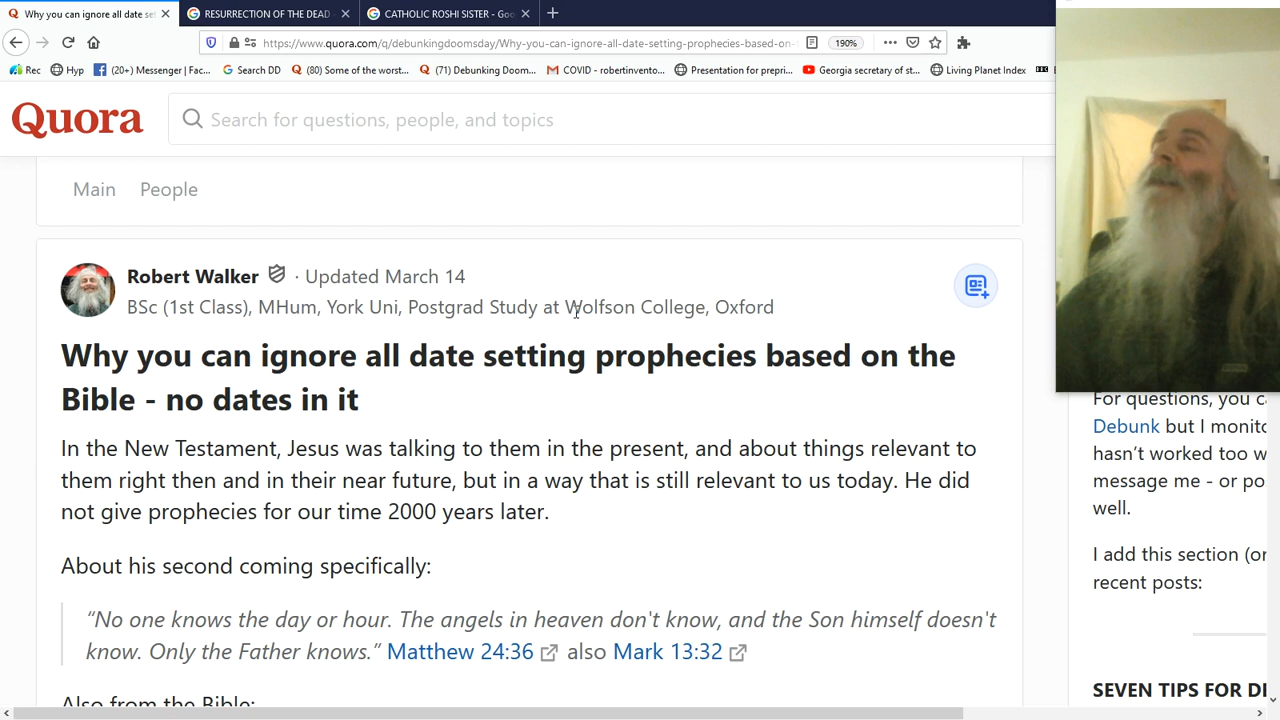 Why you can ignore all date set
RESURRECTION OF THE DEAD
CATHOLIC ROSHI SISTER - Goo
https://www.quora.com/q/debunkingdoomsday/Why-you-can-ignore-all-date-setting-prophecies-based-on-
190%
Rec
Hyp
(20+) Messenger | Fac...
Search DD
(80) Some of the worst...
(71) Debunking Doom...
COVID - robertinvento...
Presentation for prepri...
Georgia secretary of st...
Living Planet Index
Quora
Search for questions, people, and topics
Main People
Robert Walker · Updated March 14
BSc (1st Class), MPhil, York Uni, Postgrad Study at Wolfson College, Oxford
Why you can ignore all date setting prophecies based on the
Bible - no dates in it
In the New Testament, Jesus was talking to them in the present, and about things relevant to
them right then and in their near future, but in a way that is still relevant to us today. He did
not give prophecies for our time 2000 years later.
About his second coming specifically:
“No one knows the day or hour. The angels in heaven don't know, and the Son himself doesn't
know. Only the Father knows.” Matthew 24:36 also Mark 13:32
Also from the Bible:
For questions, you c
Debunk but I monito
hasn’t worked too w
message me - or po
well.
I add this section (or
recent posts:
SEVEN TIPS FOR DE